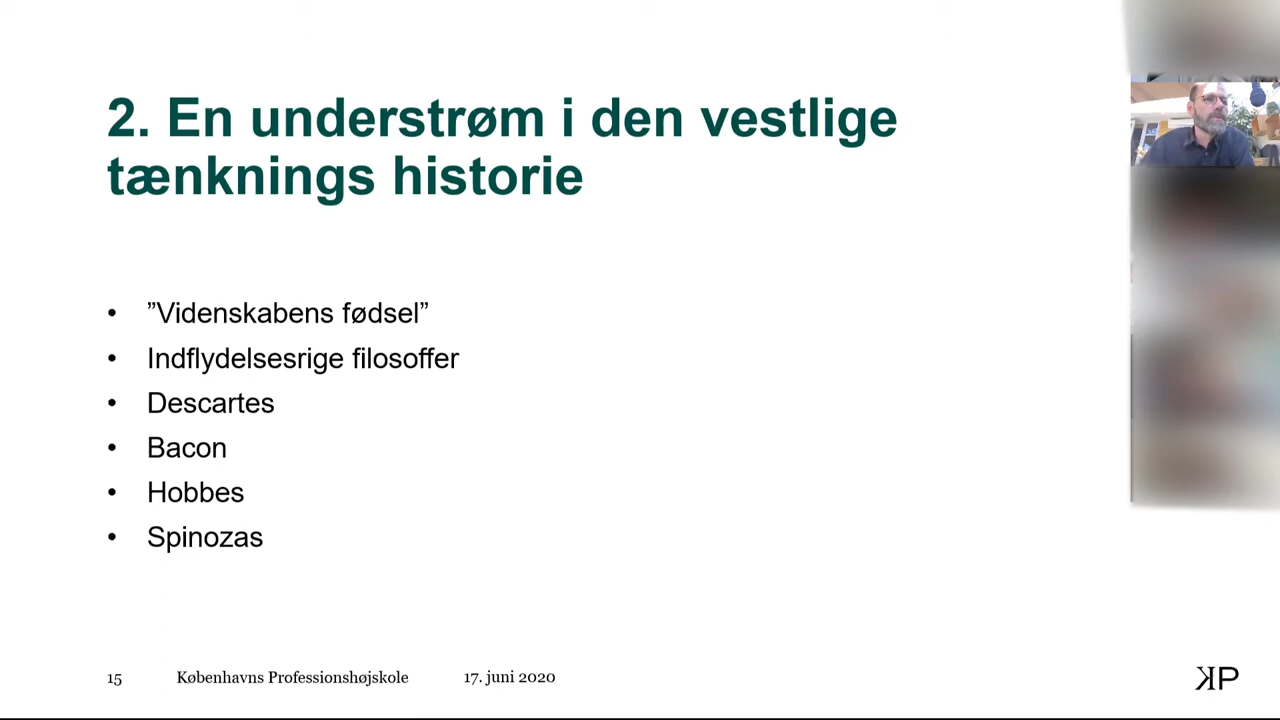 2. En understrøm i den vestlige
tænknings historie
• ”Videnskabens fødsel”
• Indflydelsesrige filosoffer
• Descartes
• Bacon
• Hobbes
• Spinozas
15 Københavns Professionshøjskole 17. juni 2020
KP